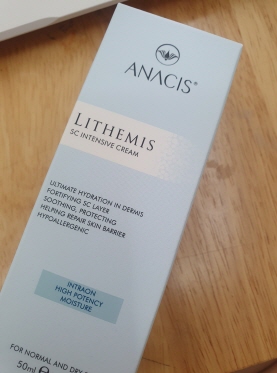 ANACIS®
LITHEMIS
SC INTENSIVE CREAM
ULTIMATE HYDRATION IN DERMIS
FORTIFYING SC LAYER
SOOTHING, PROTECTING
HELPING REPAIR SKIN BARRIER
HYPOALLERGENIC
INTRAON
HIGH POTENCY
MOISTURE
FOR NORMAL AND DRY
50ml ℮